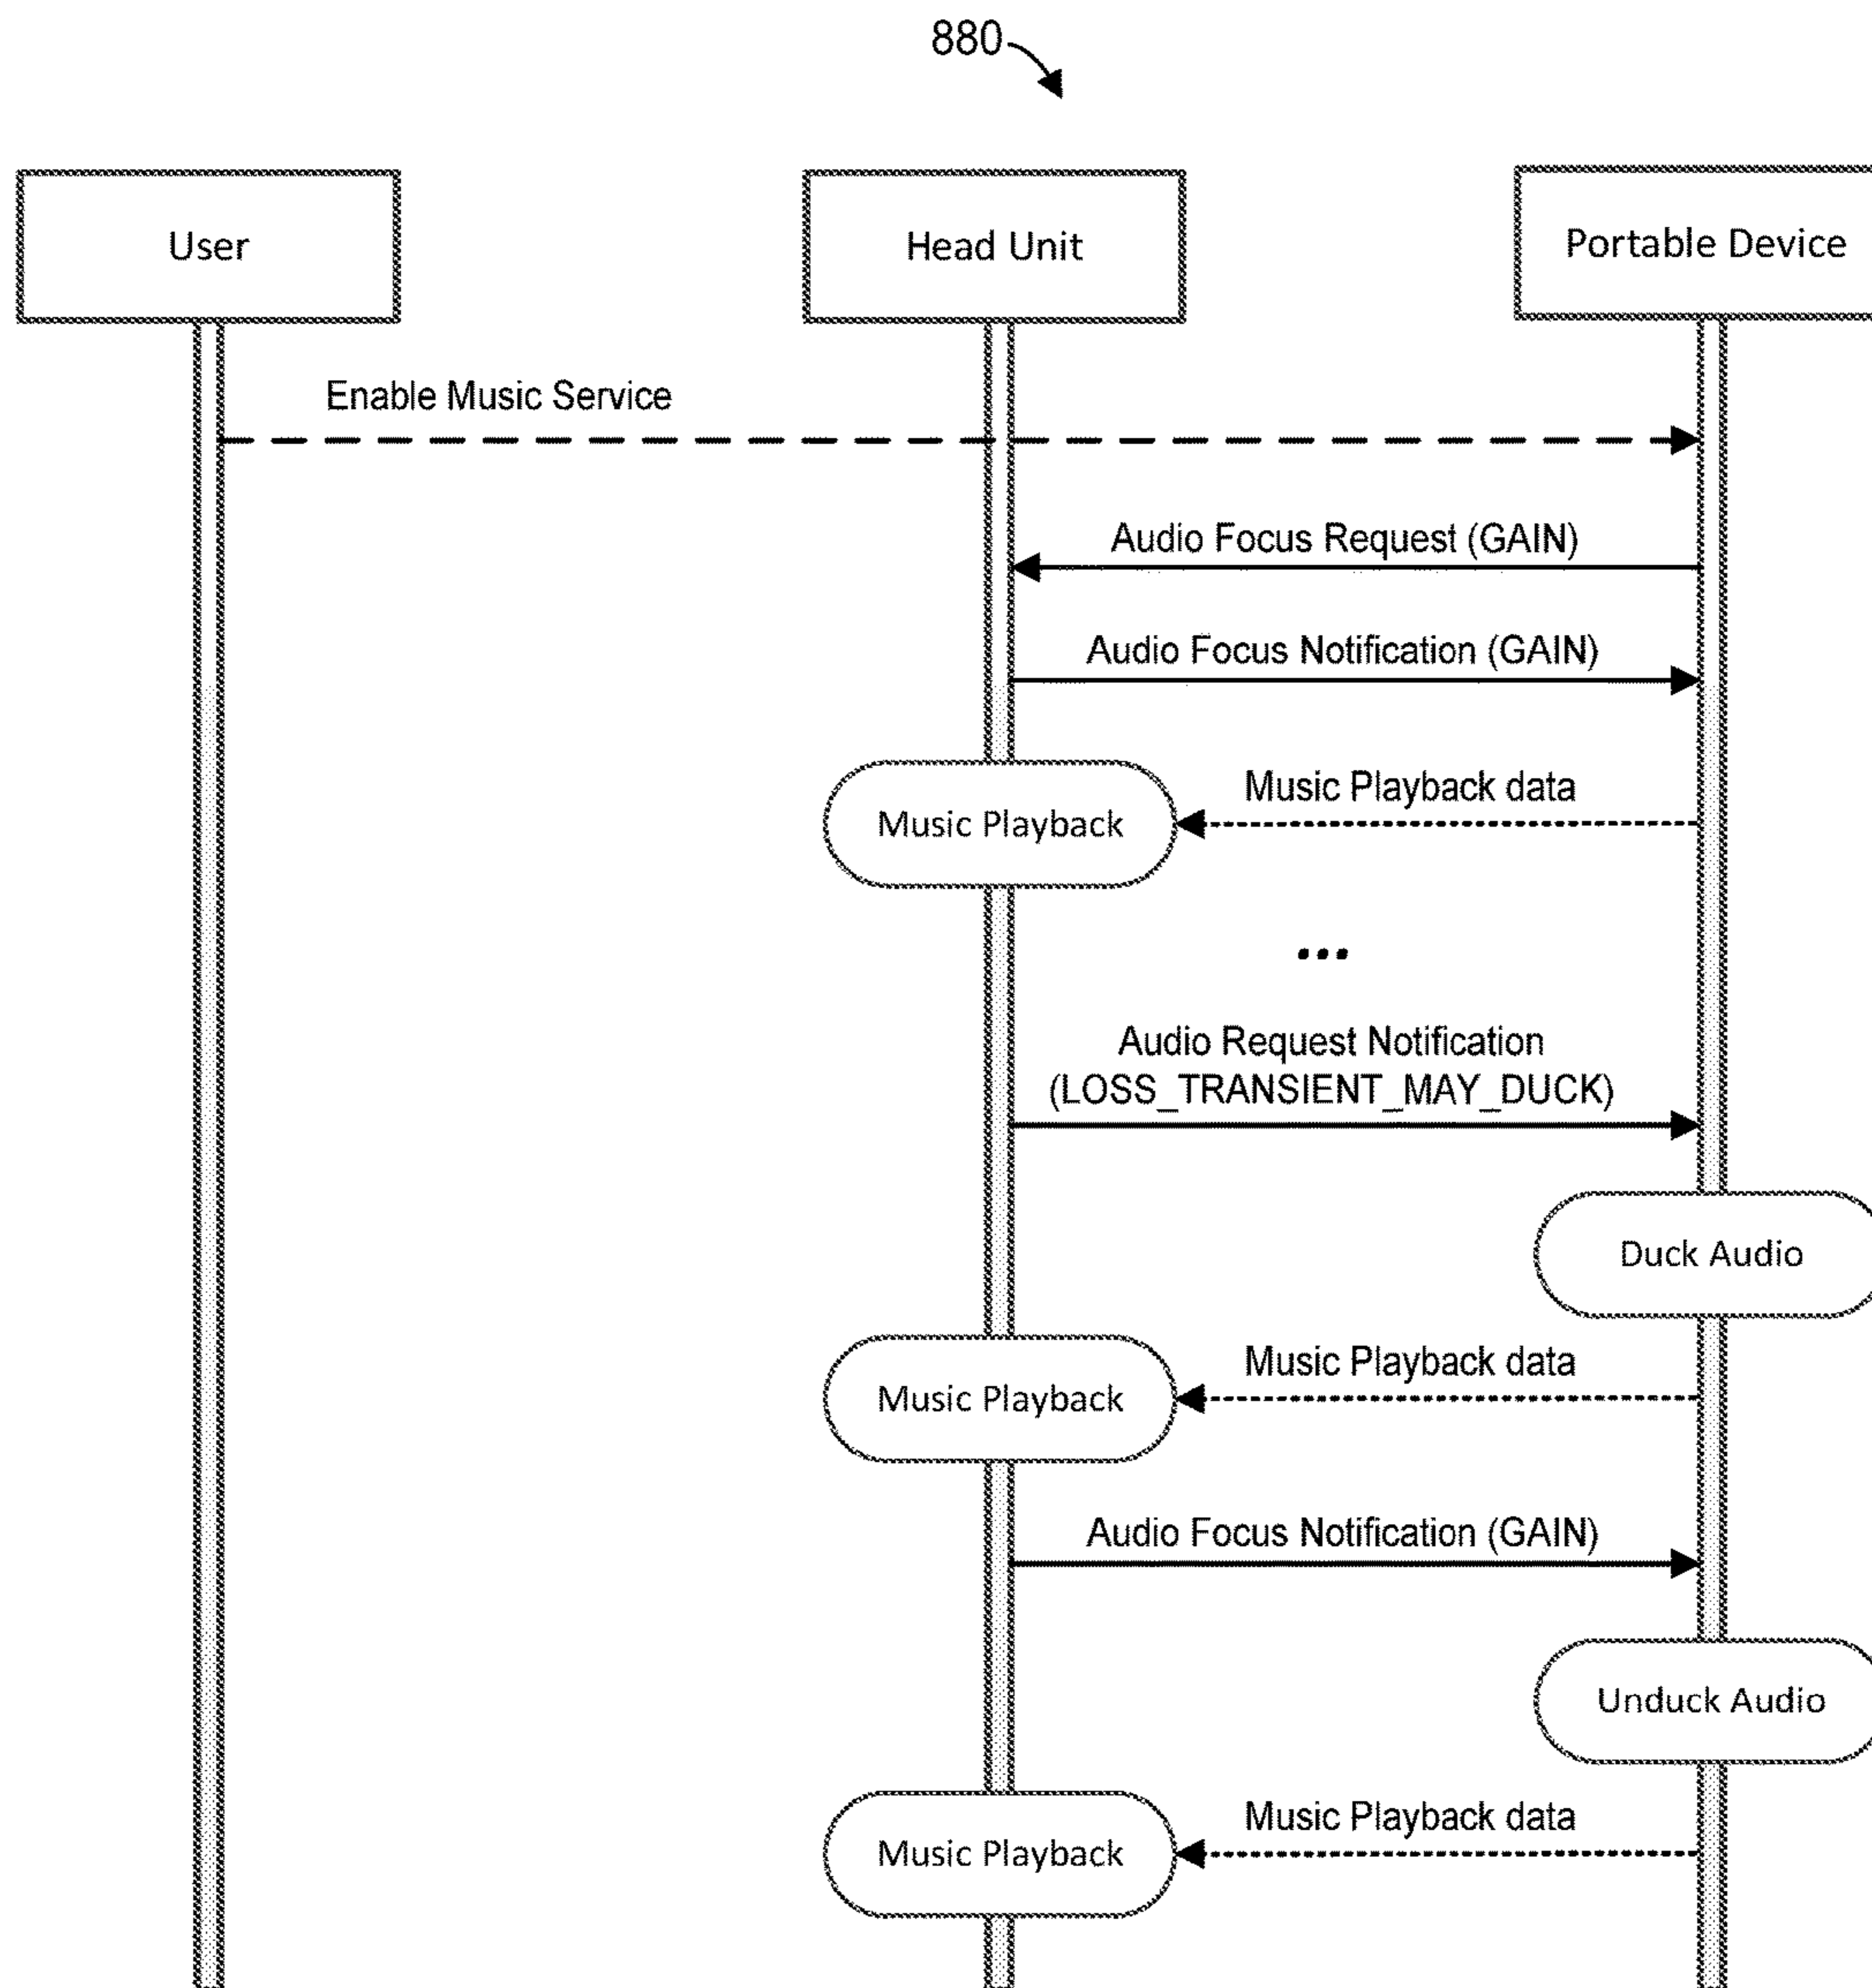 880
User
Head Unit
Portable Device
Enable Music Service
Audio Focus Request (GAIN)
Audio Focus Notification (GAIN)
Music Playback
Music Playback data
...
Audio Request Notification
(LOSS_TRANSIENT_MAY_DUCK)
Duck Audio
Music Playback
Music Playback data
Audio Focus Notification (GAIN)
Unduck Audio
Music Playback
Music Playback data